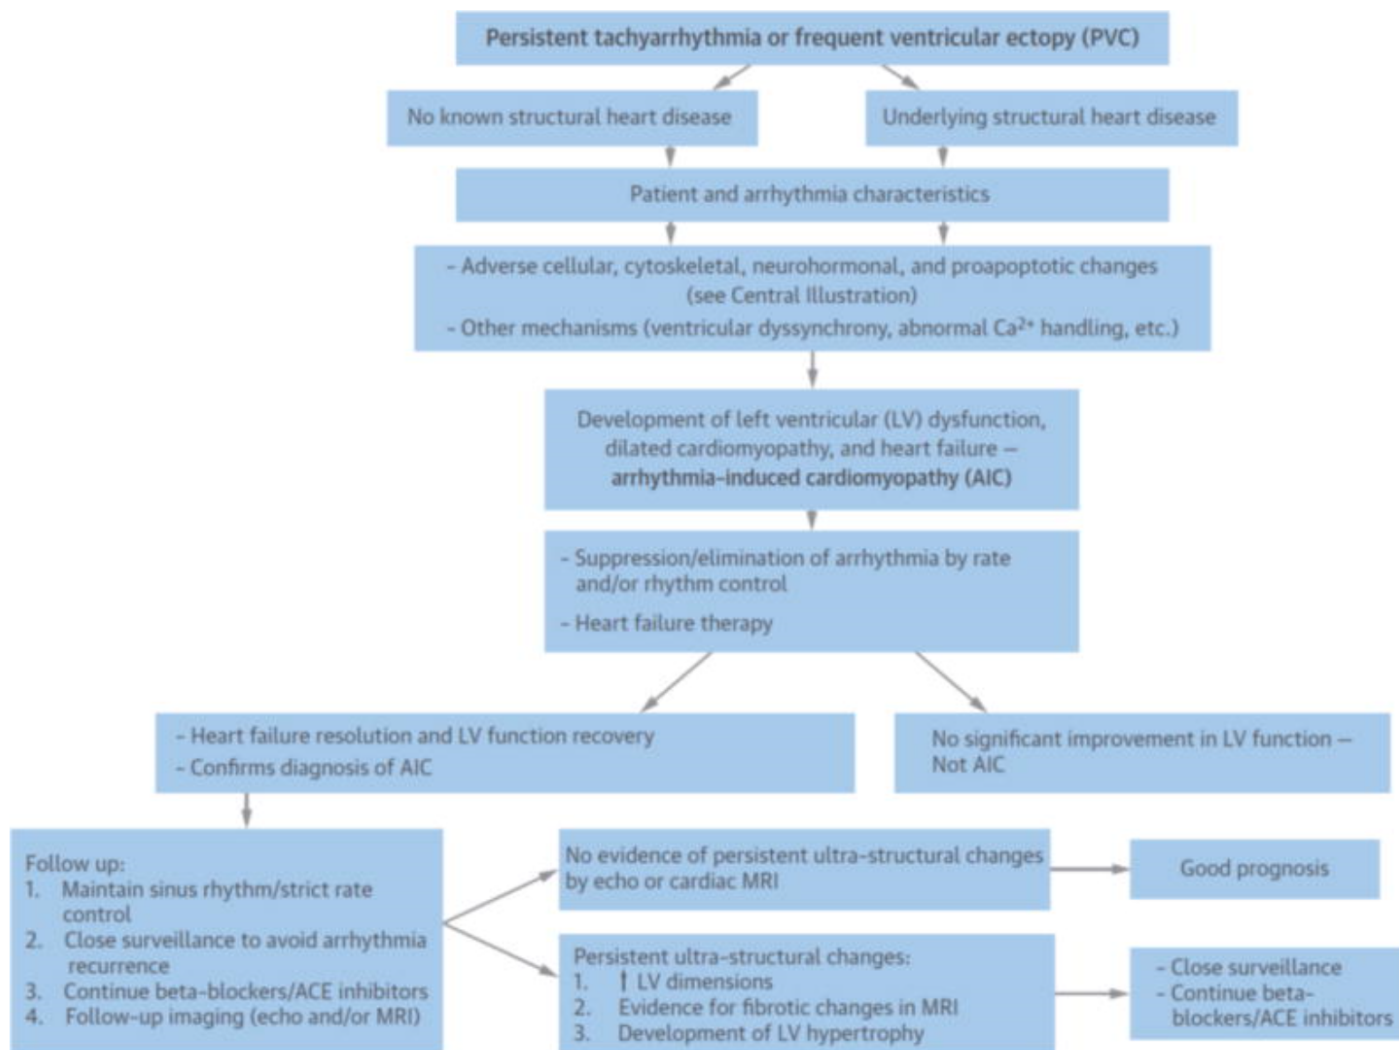 Persistent tachyarrhythmia or frequent ventricular ectopy (PVC)
No known structural heart disease
Underlying structural heart disease
Patient and arrhythmia characteristics
– Adverse cellular, cytoskeletal, neurohormonal, and proapoptotic changes
(see Central Illustration)
– Other mechanisms (ventricular dyssynchrony, abnormal Ca²⁺ handling, etc.)
Development of left ventricular (LV) dysfunction,
dilated cardiomyopathy, and heart failure —
arrhythmia-induced cardiomyopathy (AIC)
– Suppression/elimination of arrhythmia by rate
and/or rhythm control
– Heart failure therapy
– Heart failure resolution and LV function recovery
– Confirms diagnosis of AIC
No significant improvement in LV function —
Not AIC
Follow up:
1. Maintain sinus rhythm/strict rate
control
2. Close surveillance to avoid arrhythmia
recurrence
3. Continue beta-blockers/ACE inhibitors
4. Follow-up imaging (echo and/or MRI)
No evidence of persistent ultra-structural changes
by echo or cardiac MRI
Good prognosis
Persistent ultra-structural changes:
1. ↑ LV dimensions
2. Evidence for fibrotic changes in MRI
3. Development of LV hypertrophy
– Close surveillance
– Continue beta-
blockers/ACE inhibitors